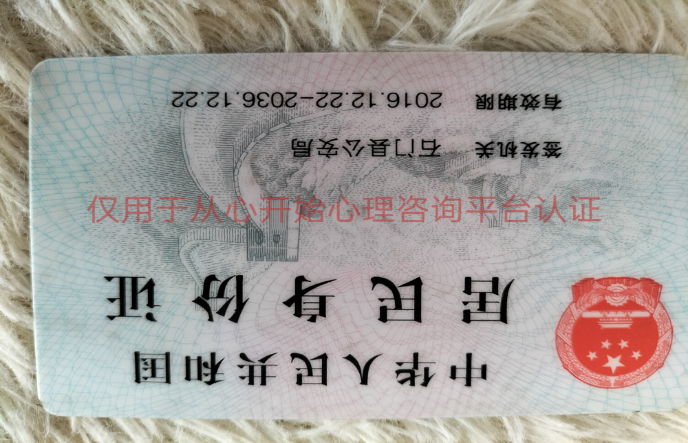 中华人民共和国
居民身份证
签发机关 石门县公安局
有效期限 2016.12.22-2036.12.22
仅用于从心开始心理咨询平台认证